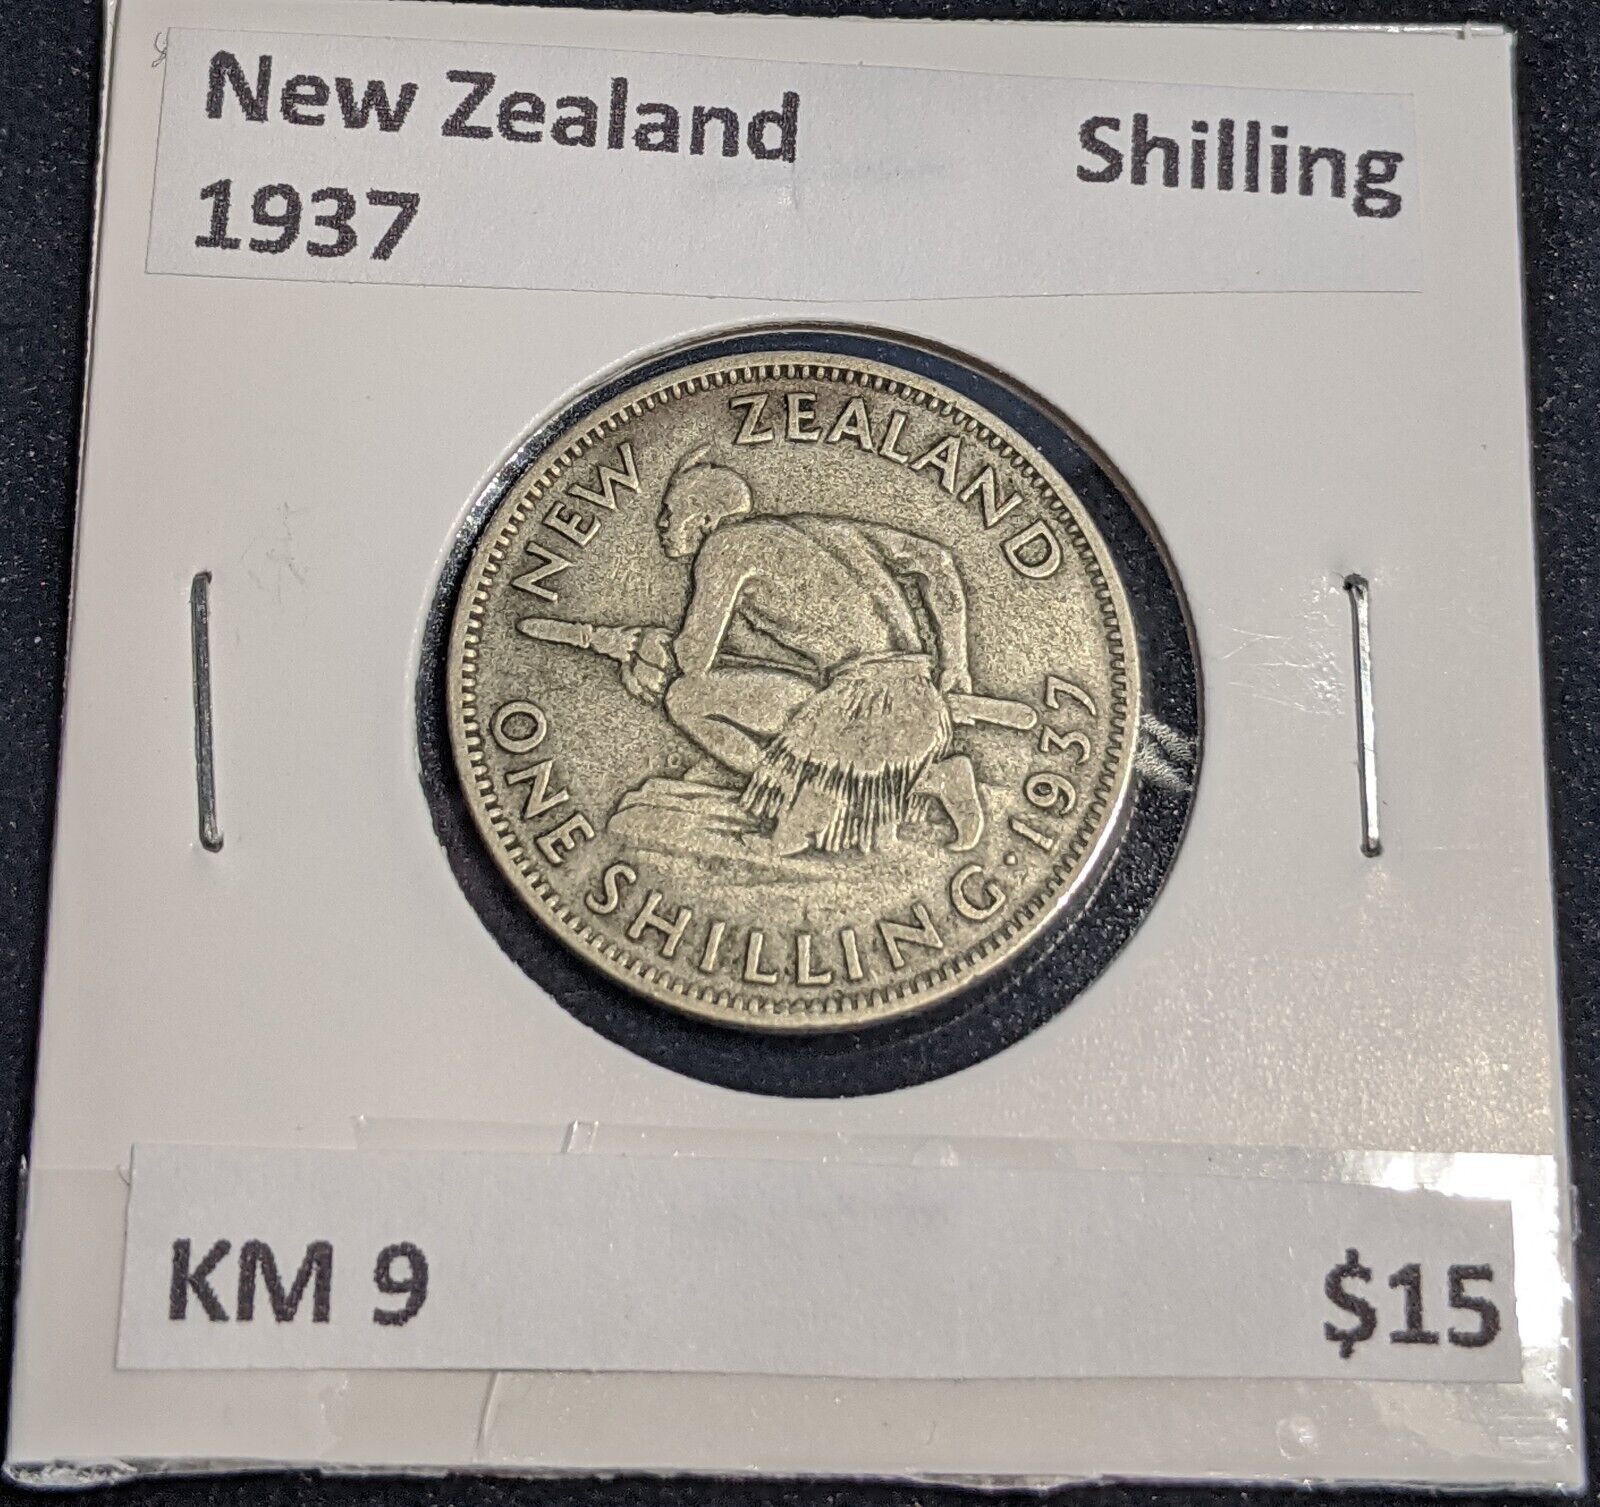 New Zealand Shilling
1937
NEW ZEALAND
ONE SHILLING · 1937
KM 9 $15